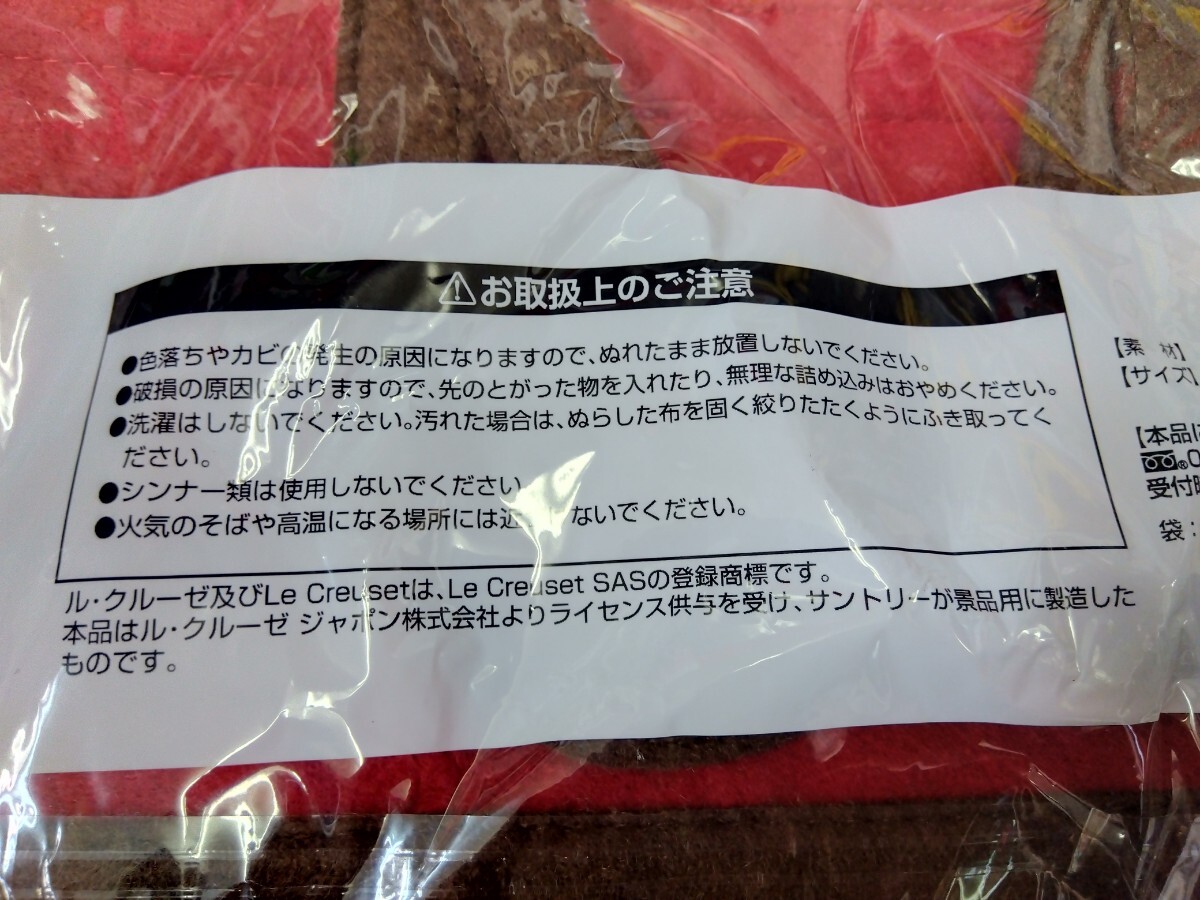 ⚠お取扱上のご注意
●色落ちやカビの発生の原因になりますので、ぬれたまま放置しないでください。
●破損の原因になりますので、先のとがった物を入れたり、無理な詰め込みはおやめください。
●洗濯はしないでください。汚れた場合は、ぬらした布を固く絞りたたくようにふき取ってく
ださい。
●シンナー類は使用しないでください
●火気のそばや高温になる場所には近 ないでください。
ル・クルーゼ及びLe Creusetは、Le Creuset SASの登録商標です。
本品はル・クルーゼ ジャポン株式会社よりライセンス供与を受け、サントリーが景品用に製造した
ものです。
【素 材】
【サイズ】
【本品に
0
受付時
袋: